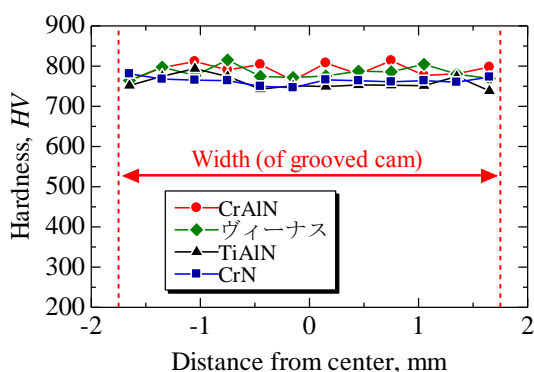 900
800
700
600
500
400
300
200
Hardness, HV
Width (of grooved cam)
CrAlN
ヴィーナス
TiAlN
CrN
-2 -1 0 1 2
Distance from center, mm